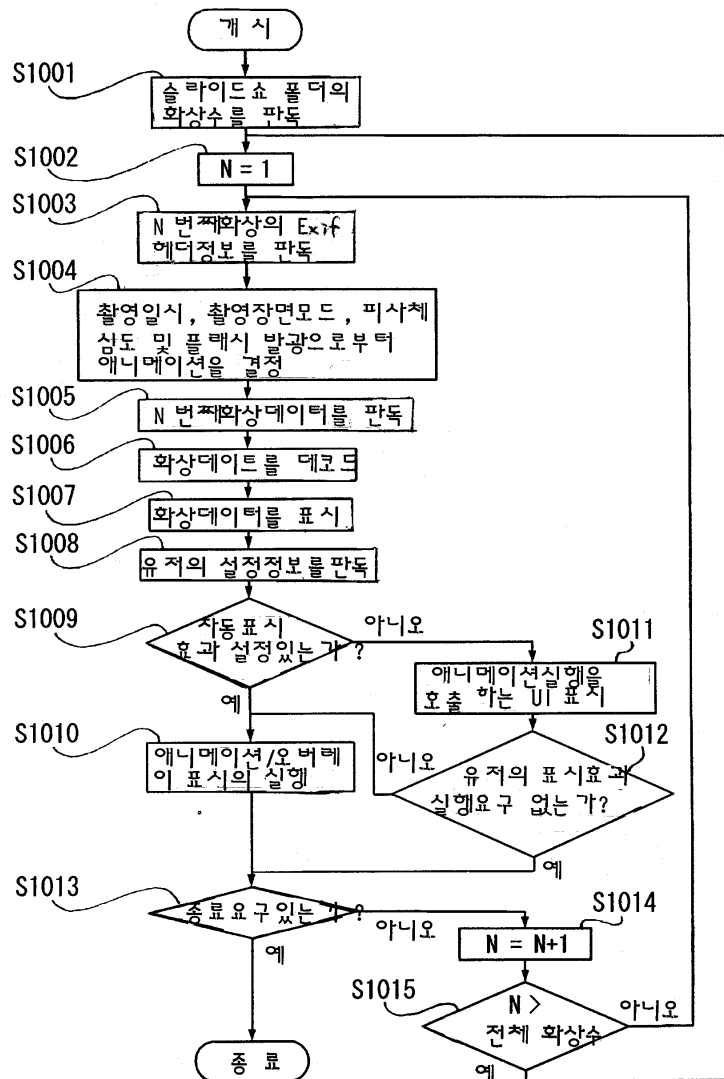 개 시
S1001
슬라이드쇼 폴더의
화상수를 판독
S1002
N = 1
S1003
N 번째화상의 Exif
헤더정보를 판독
S1004
촬영일시, 촬영장면모드, 피사체
심도 및 플래시 발광으로부터
애니메이션을 결정
S1005
N 번째화상데이터를 판독
S1006
화상데이트를 데코드
S1007
화상데이터를 표시
S1008
유저의 설정정보를판독
S1009
자동표시
효과 설정있는가?
아니오
예
S1011
애니메이션실행을
호출 하는 UI 표시
S1010
애니메이션/오버레
이 표시의 실행
S1012
유저의 표시효과
실행요구 없는가?
아니오
예
S1013
종료요구있는가?
아니오
예
S1014
N = N+1
S1015
N >
전체 화상수
아니오
예
종 료